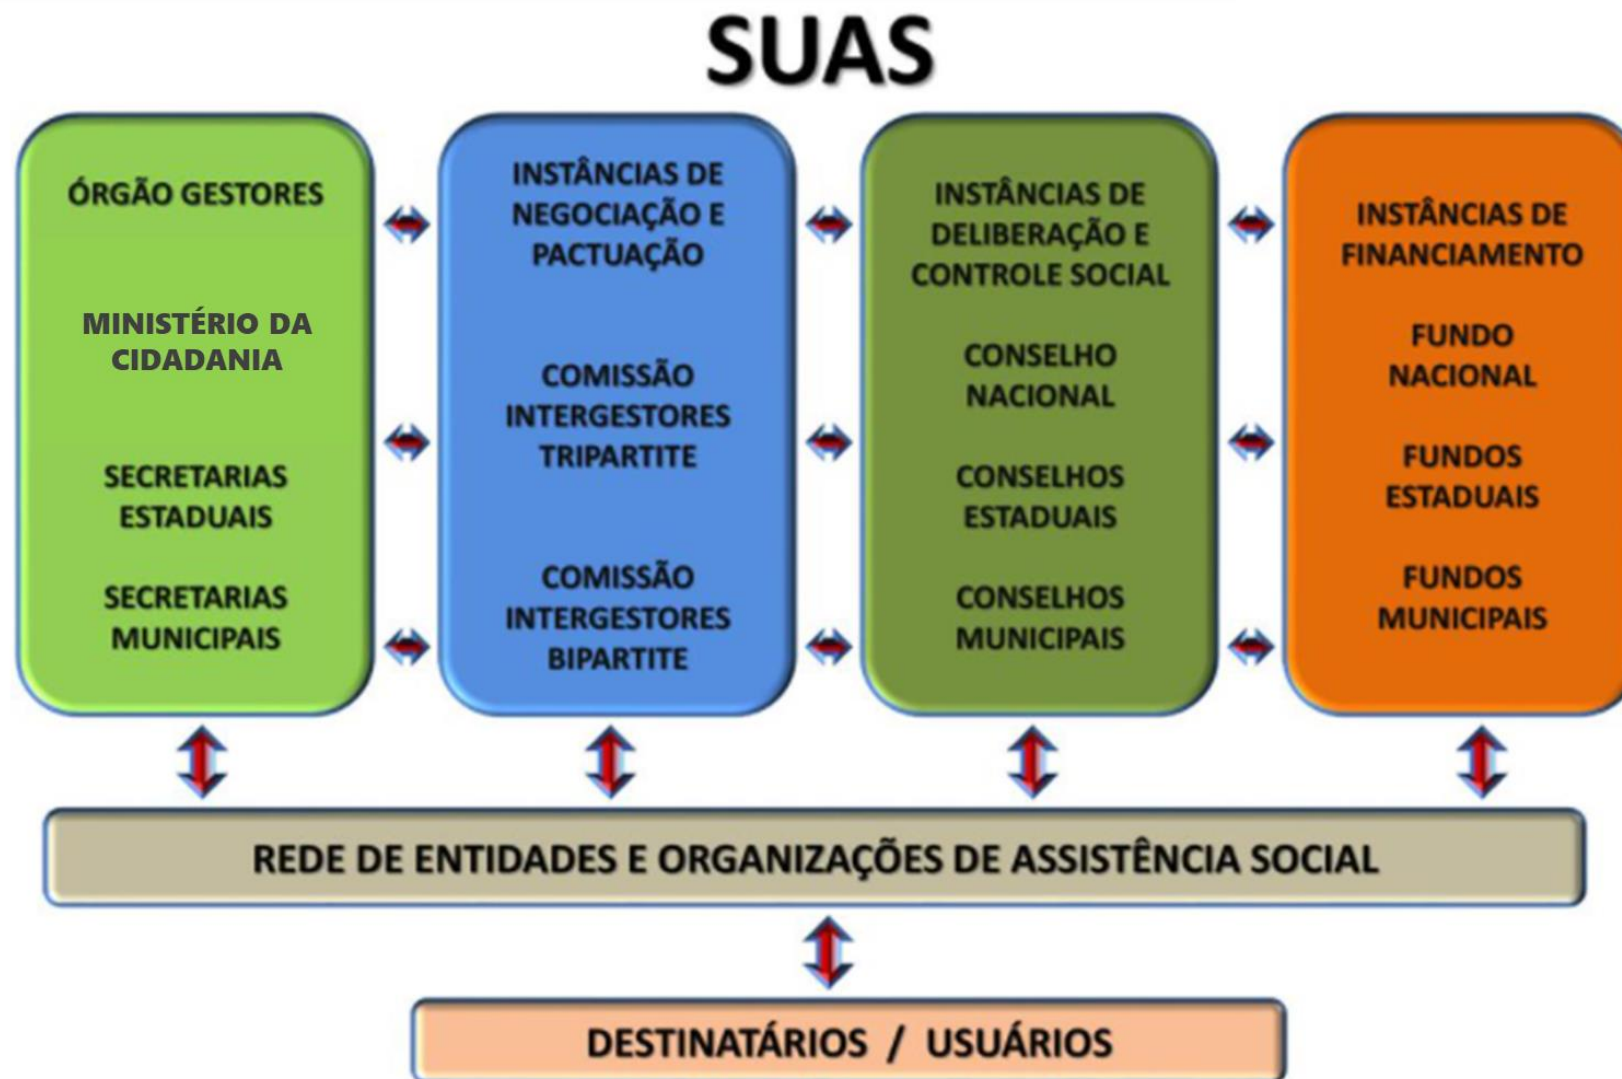 SUAS
ÓRGÃO GESTORES
MINISTÉRIO DA
CIDADANIA
SECRETARIAS
ESTADUAIS
SECRETARIAS
MUNICIPAIS
INSTÂNCIAS DE
NEGOCIAÇÃO E
PACTUAÇÃO
COMISSÃO
INTERGESTORES
TRIPARTITE
COMISSÃO
INTERGESTORES
BIPARTITE
INSTÂNCIAS DE
DELIBERAÇÃO E
CONTROLE SOCIAL
CONSELHO
NACIONAL
CONSELHOS
ESTADUAIS
CONSELHOS
MUNICIPAIS
INSTÂNCIAS DE
FINANCIAMENTO
FUNDO
NACIONAL
FUNDOS
ESTADUAIS
FUNDOS
MUNICIPAIS
REDE DE ENTIDADES E ORGANIZAÇÕES DE ASSISTÊNCIA SOCIAL
DESTINATÁRIOS / USUÁRIOS